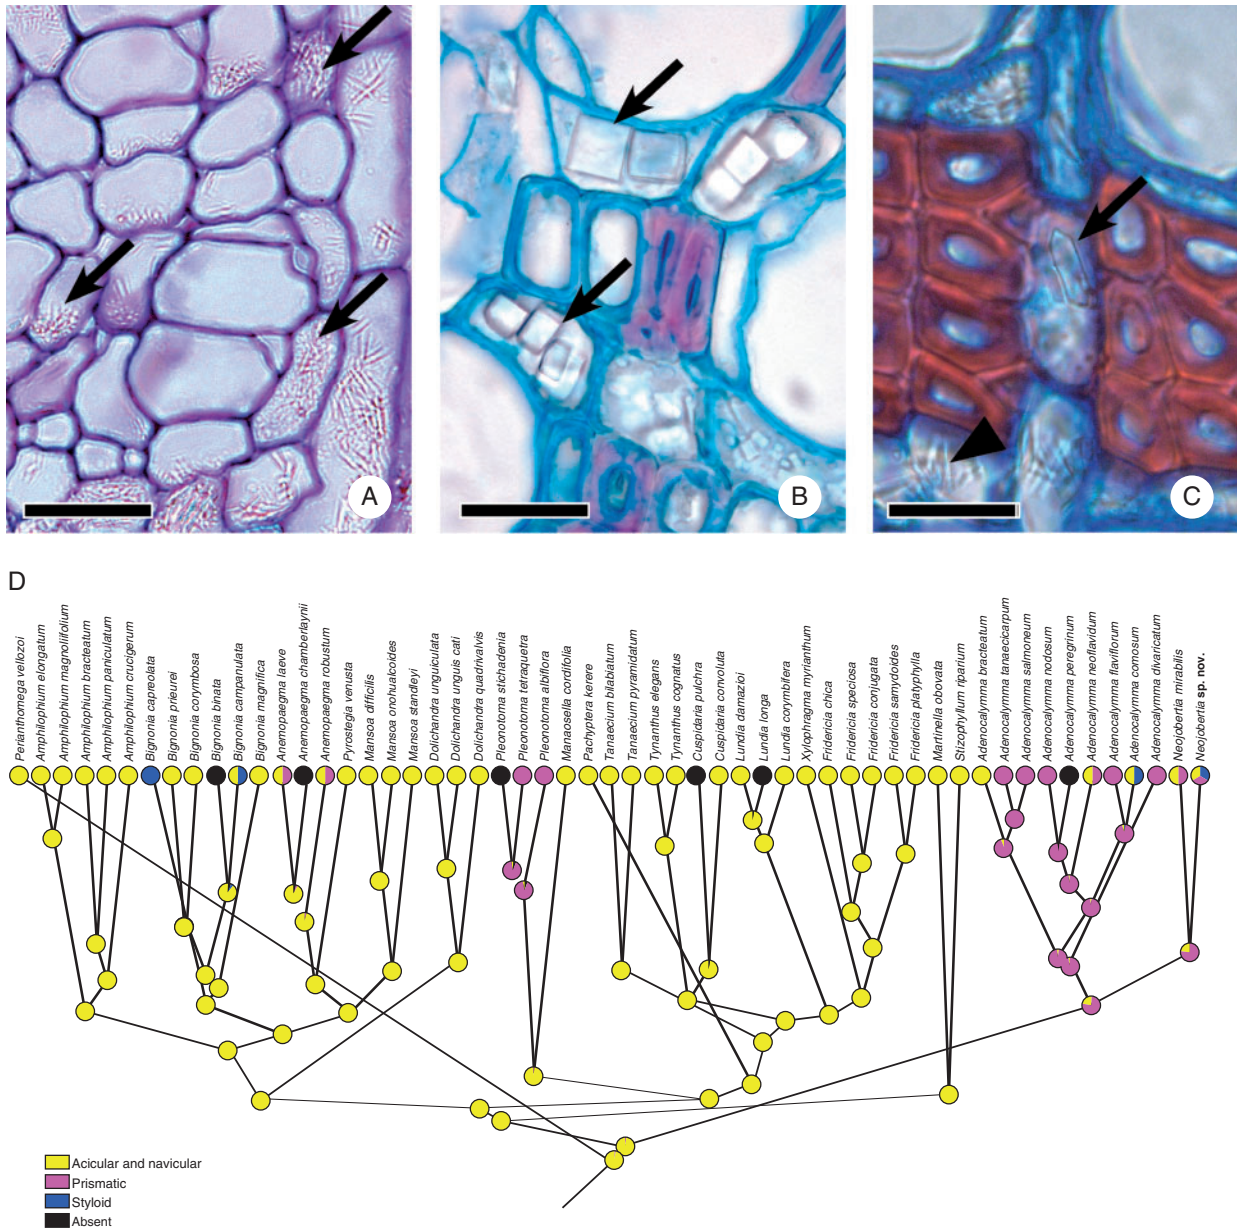 A
B
C
D
Perianthomega vellozoi
Amphilophium elongatum
Amphilophium magnoliifolium
Amphilophium bracteatum
Amphilophium paniculatum
Amphilophium crucigerum
Bignonia capreolata
Bignonia prieurei
Bignonia corymbosa
Bignonia binata
Bignonia campanulata
Bignonia magnifica
Anemopaegma laeve
Anemopaegma chamberlaynii
Anemopaegma robustum
Pyrostegia venusta
Mansoa difficilis
Mansoa onohualcoides
Mansoa standleyi
Dolichandra unguiculata
Dolichandra unguis cati
Dolichandra quadrivalvis
Pleonotoma stichadenia
Pleonotoma tetraquetra
Pleonotoma albiflora
Manaosella cordifolia
Pachyptera kerere
Tanaecium bilabiatum
Tanaecium pyramidatum
Tynanthus elegans
Tynanthus cognatus
Cuspidaria pulchra
Cuspidaria convoluta
Lundia damazioi
Lundia longa
Lundia corymbifera
Xylophragma myrianthum
Fridericia chica
Fridericia speciosa
Fridericia conjugata
Fridericia samydoides
Fridericia platyphylla
Martinella obovata
Stizophyllum riparium
Adenocalymma bracteatum
Adenocalymma tanaecicarpum
Adenocalymma salmoneum
Adenocalymma nodosum
Adenocalymma peregrinum
Adenocalymma neoflavidum
Adenocalymma flaviflorum
Adenocalymma comosum
Adenocalymma divaricatum
Neojobertia mirabilis
Neojobertia sp. nov.
Acicular and navicular
Prismatic
Styloid
Absent